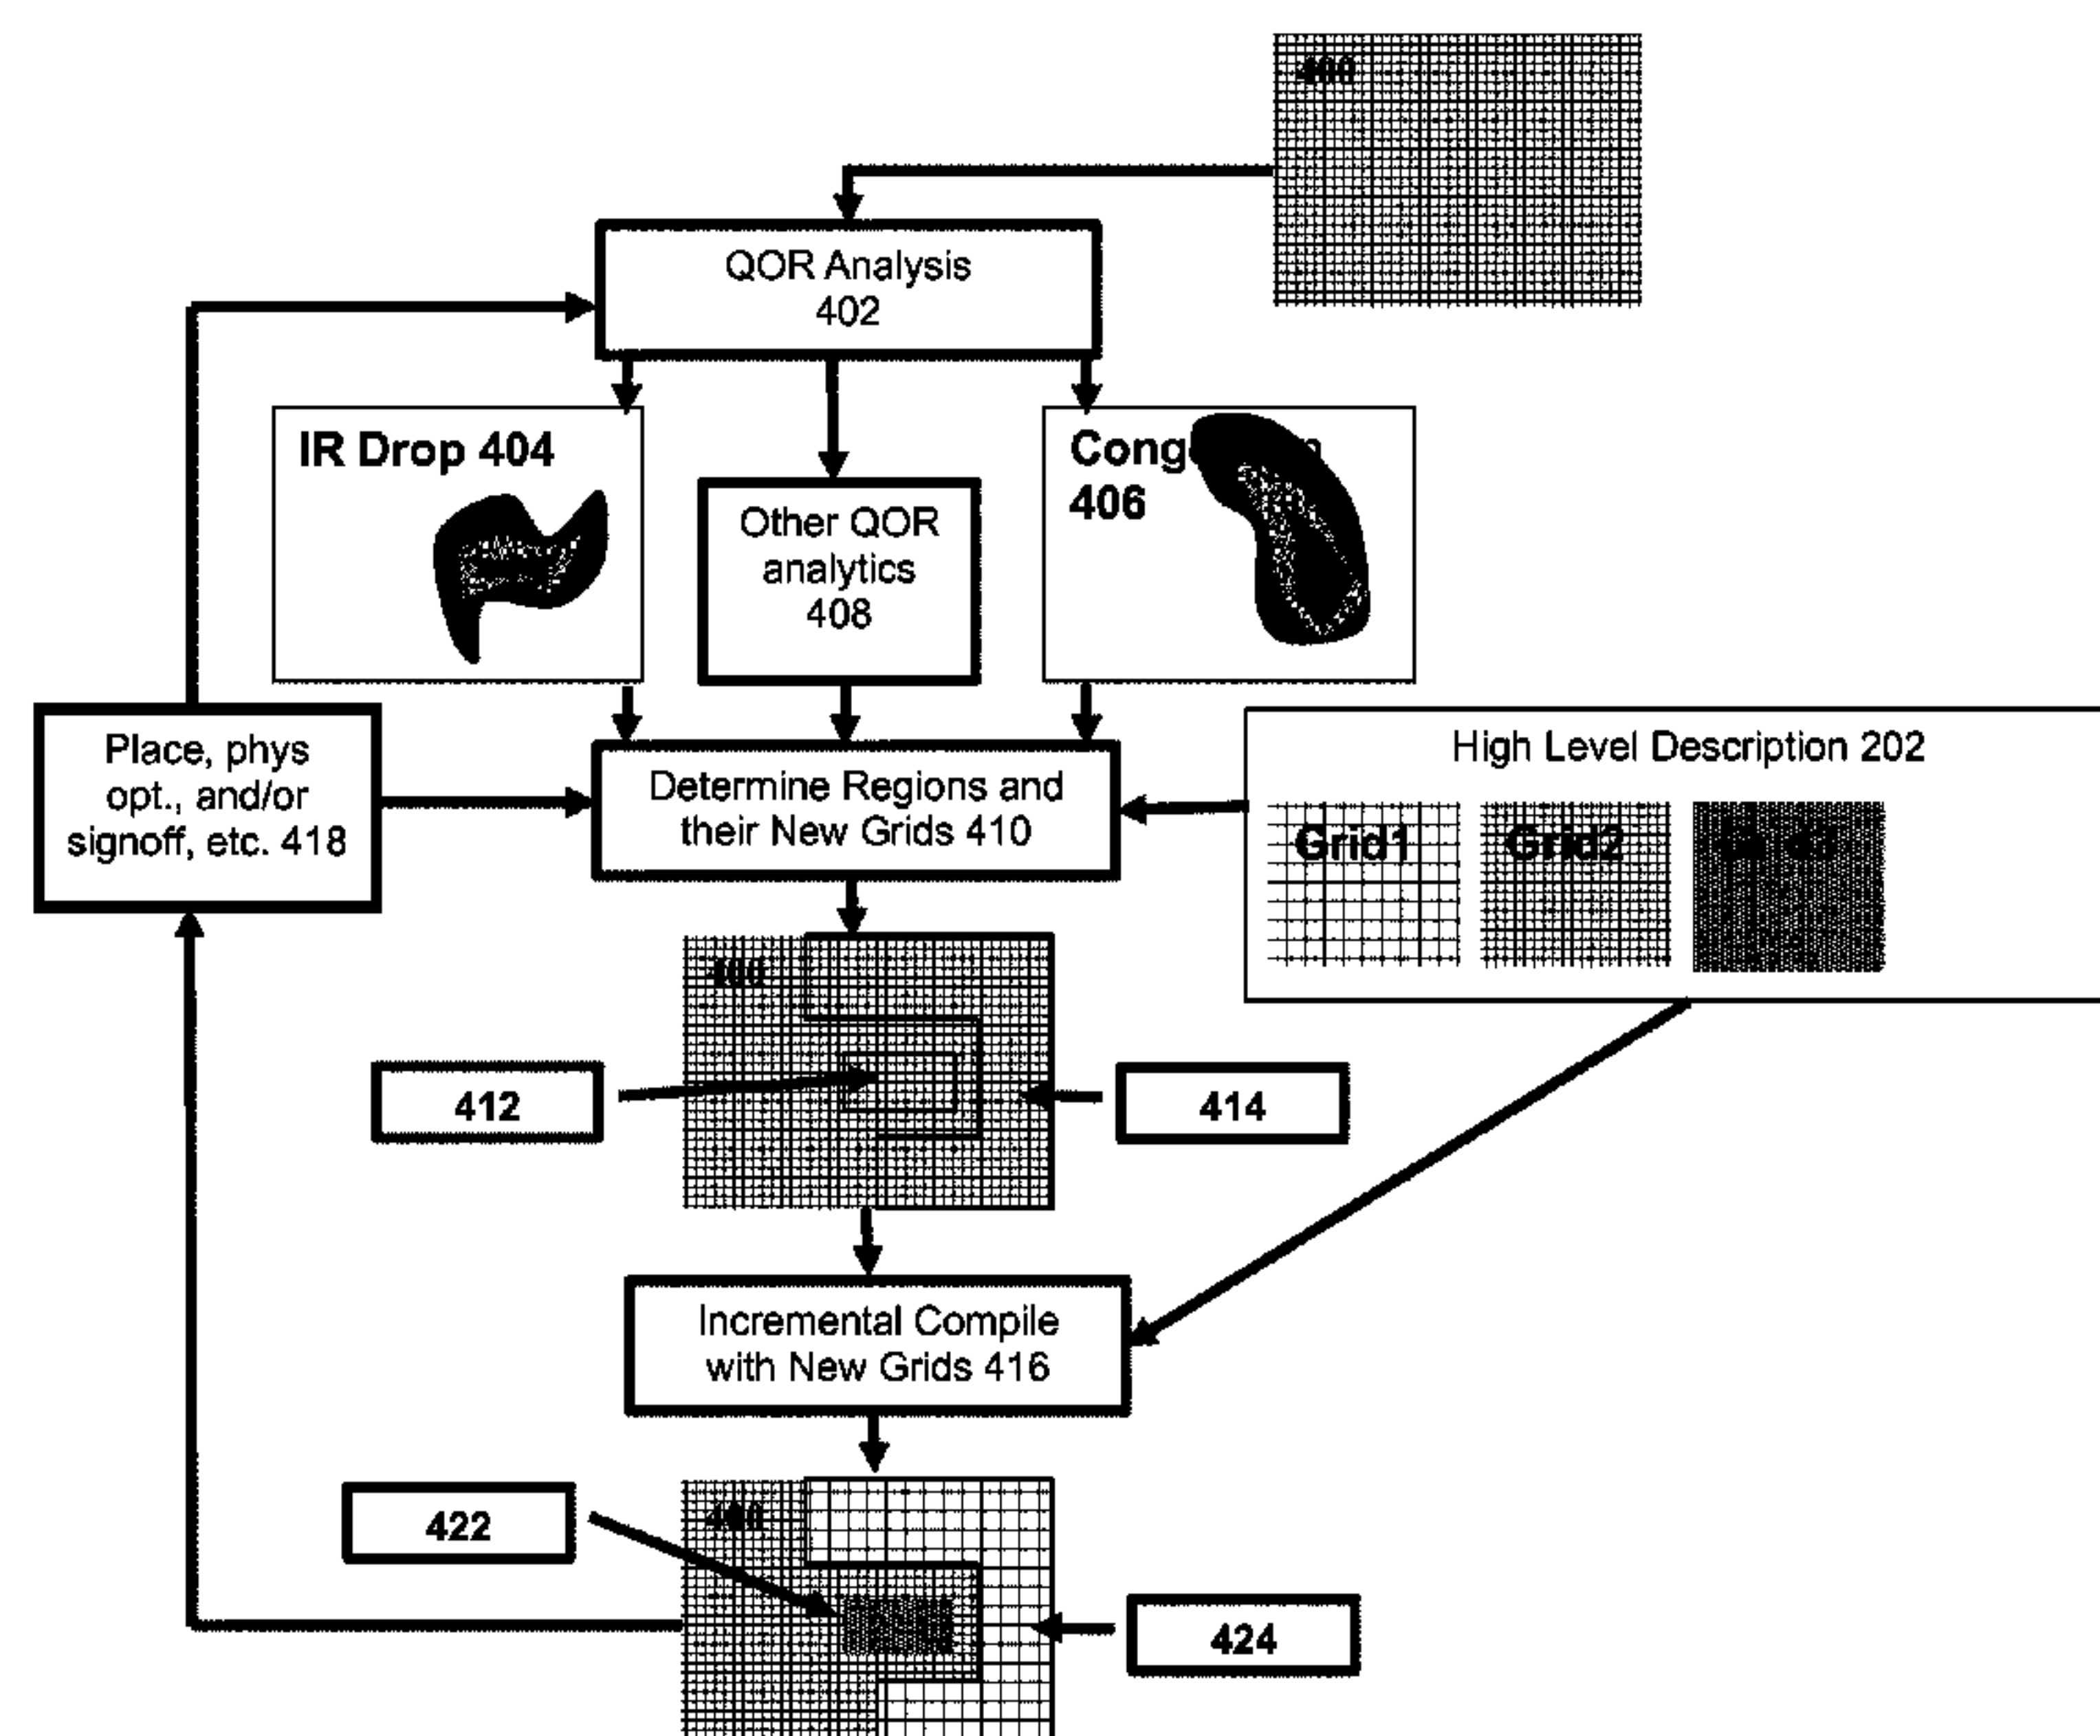 400
QOR Analysis
402
IR Drop 404
406
Other QOR
analytics
408
Place, phys
opt., and/or
signoff, etc. 418
Determine Regions and
their New Grids 410
High Level Description 202
Grid1
Grid2
400
412
414
Incremental Compile
with New Grids 416
422
424